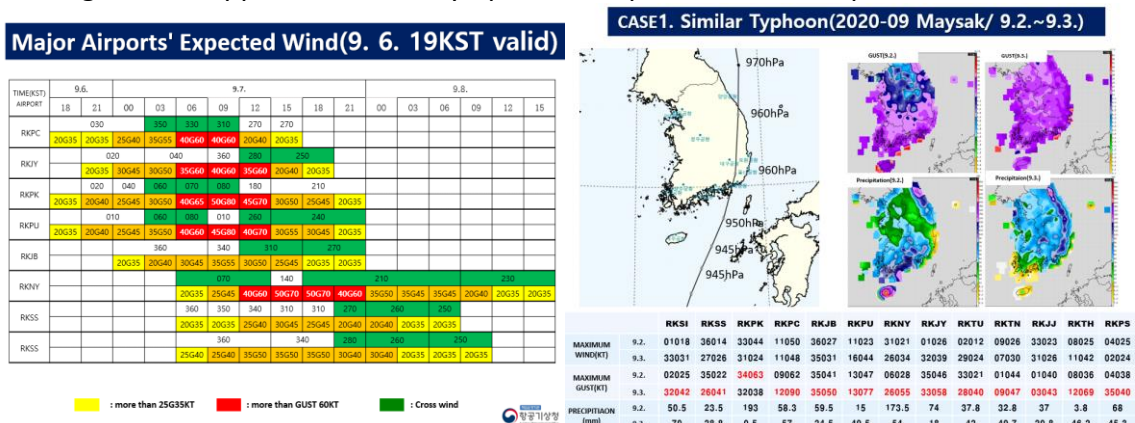 Major Airports' Expected Wind(9. 6. 19KST valid)
TIME(KST) 9.6. 9.7. 9.8.
AIRPORT 18 21 00 03 06 09 12 15 18 21 00 03 06 09 12 15
RKPC 030 350 330 310 270 270
20G35 20G35 25G40 35G55 40G60 40G60 20G40 20G35
RKJY 020 040 360 280 250
20G35 30G45 30G50 35G60 40G60 35G60 20G40 20G35
RKPK 020 040 060 070 080 180 210
20G35 20G40 25G45 30G50 40G65 50G80 45G70 30G50 25G45 20G35
RKPU 010 060 080 010 260 240
20G35 20G40 25G45 35G50 40G60 45G80 40G70 30G55 30G45 20G35
RKJB 360 340 310 270
20G35 20G40 30G45 35G55 30G50 25G45 20G35 20G35
RKNY 070 140 210 230
20G35 25G45 40G60 50G70 50G70 40G60 35G50 35G45 35G45 20G40 20G35 20G35
RKSS 360 350 340 310 310 270 260 250
20G35 20G35 25G40 30G45 25G45 20G40 20G40 20G35 20G35
RKSS 360 340 280 260 250
25G40 25G40 35G50 35G50 35G50 30G40 30G40 20G35 20G35 20G35
: more than 25G35KT
: more than GUST 60KT
: Cross wind
항공기상청
CASE1. Similar Typhoon(2020-09 Maysak/ 9.2.~9.3.)
970hPa
960hPa
960hPa
950hPa
945hPa
945hPa
GUST(9.2.)
GUST(9.3.)
Precipitation(9.2.)
Precipitaion(9.3.)
RKSI RKSS RKPK RKPC RKJB RKPU RKNY RKJY RKTU RKTN RKJJ RKTH RKPS
MAXIMUM WIND(KT) 9.2. 01018 36014 33044 11050 36027 11023 31021 01026 02012 09026 33023 08025 04025
9.3. 33031 27026 31024 11048 35031 16044 26034 32039 29024 07030 31026 11042 02024
MAXIMUM GUST(KT) 9.2. 02025 35022 34063 09062 35041 13047 06028 35046 33021 01044 01040 08036 04038
9.3. 32042 26041 32038 12090 35050 13077 26055 33058 28040 09047 03043 12069 35040
PRECIPITIAON (mm) 9.2. 50.5 23.5 193 58.3 59.5 15 173.5 74 37.8 32.8 37 3.8 68